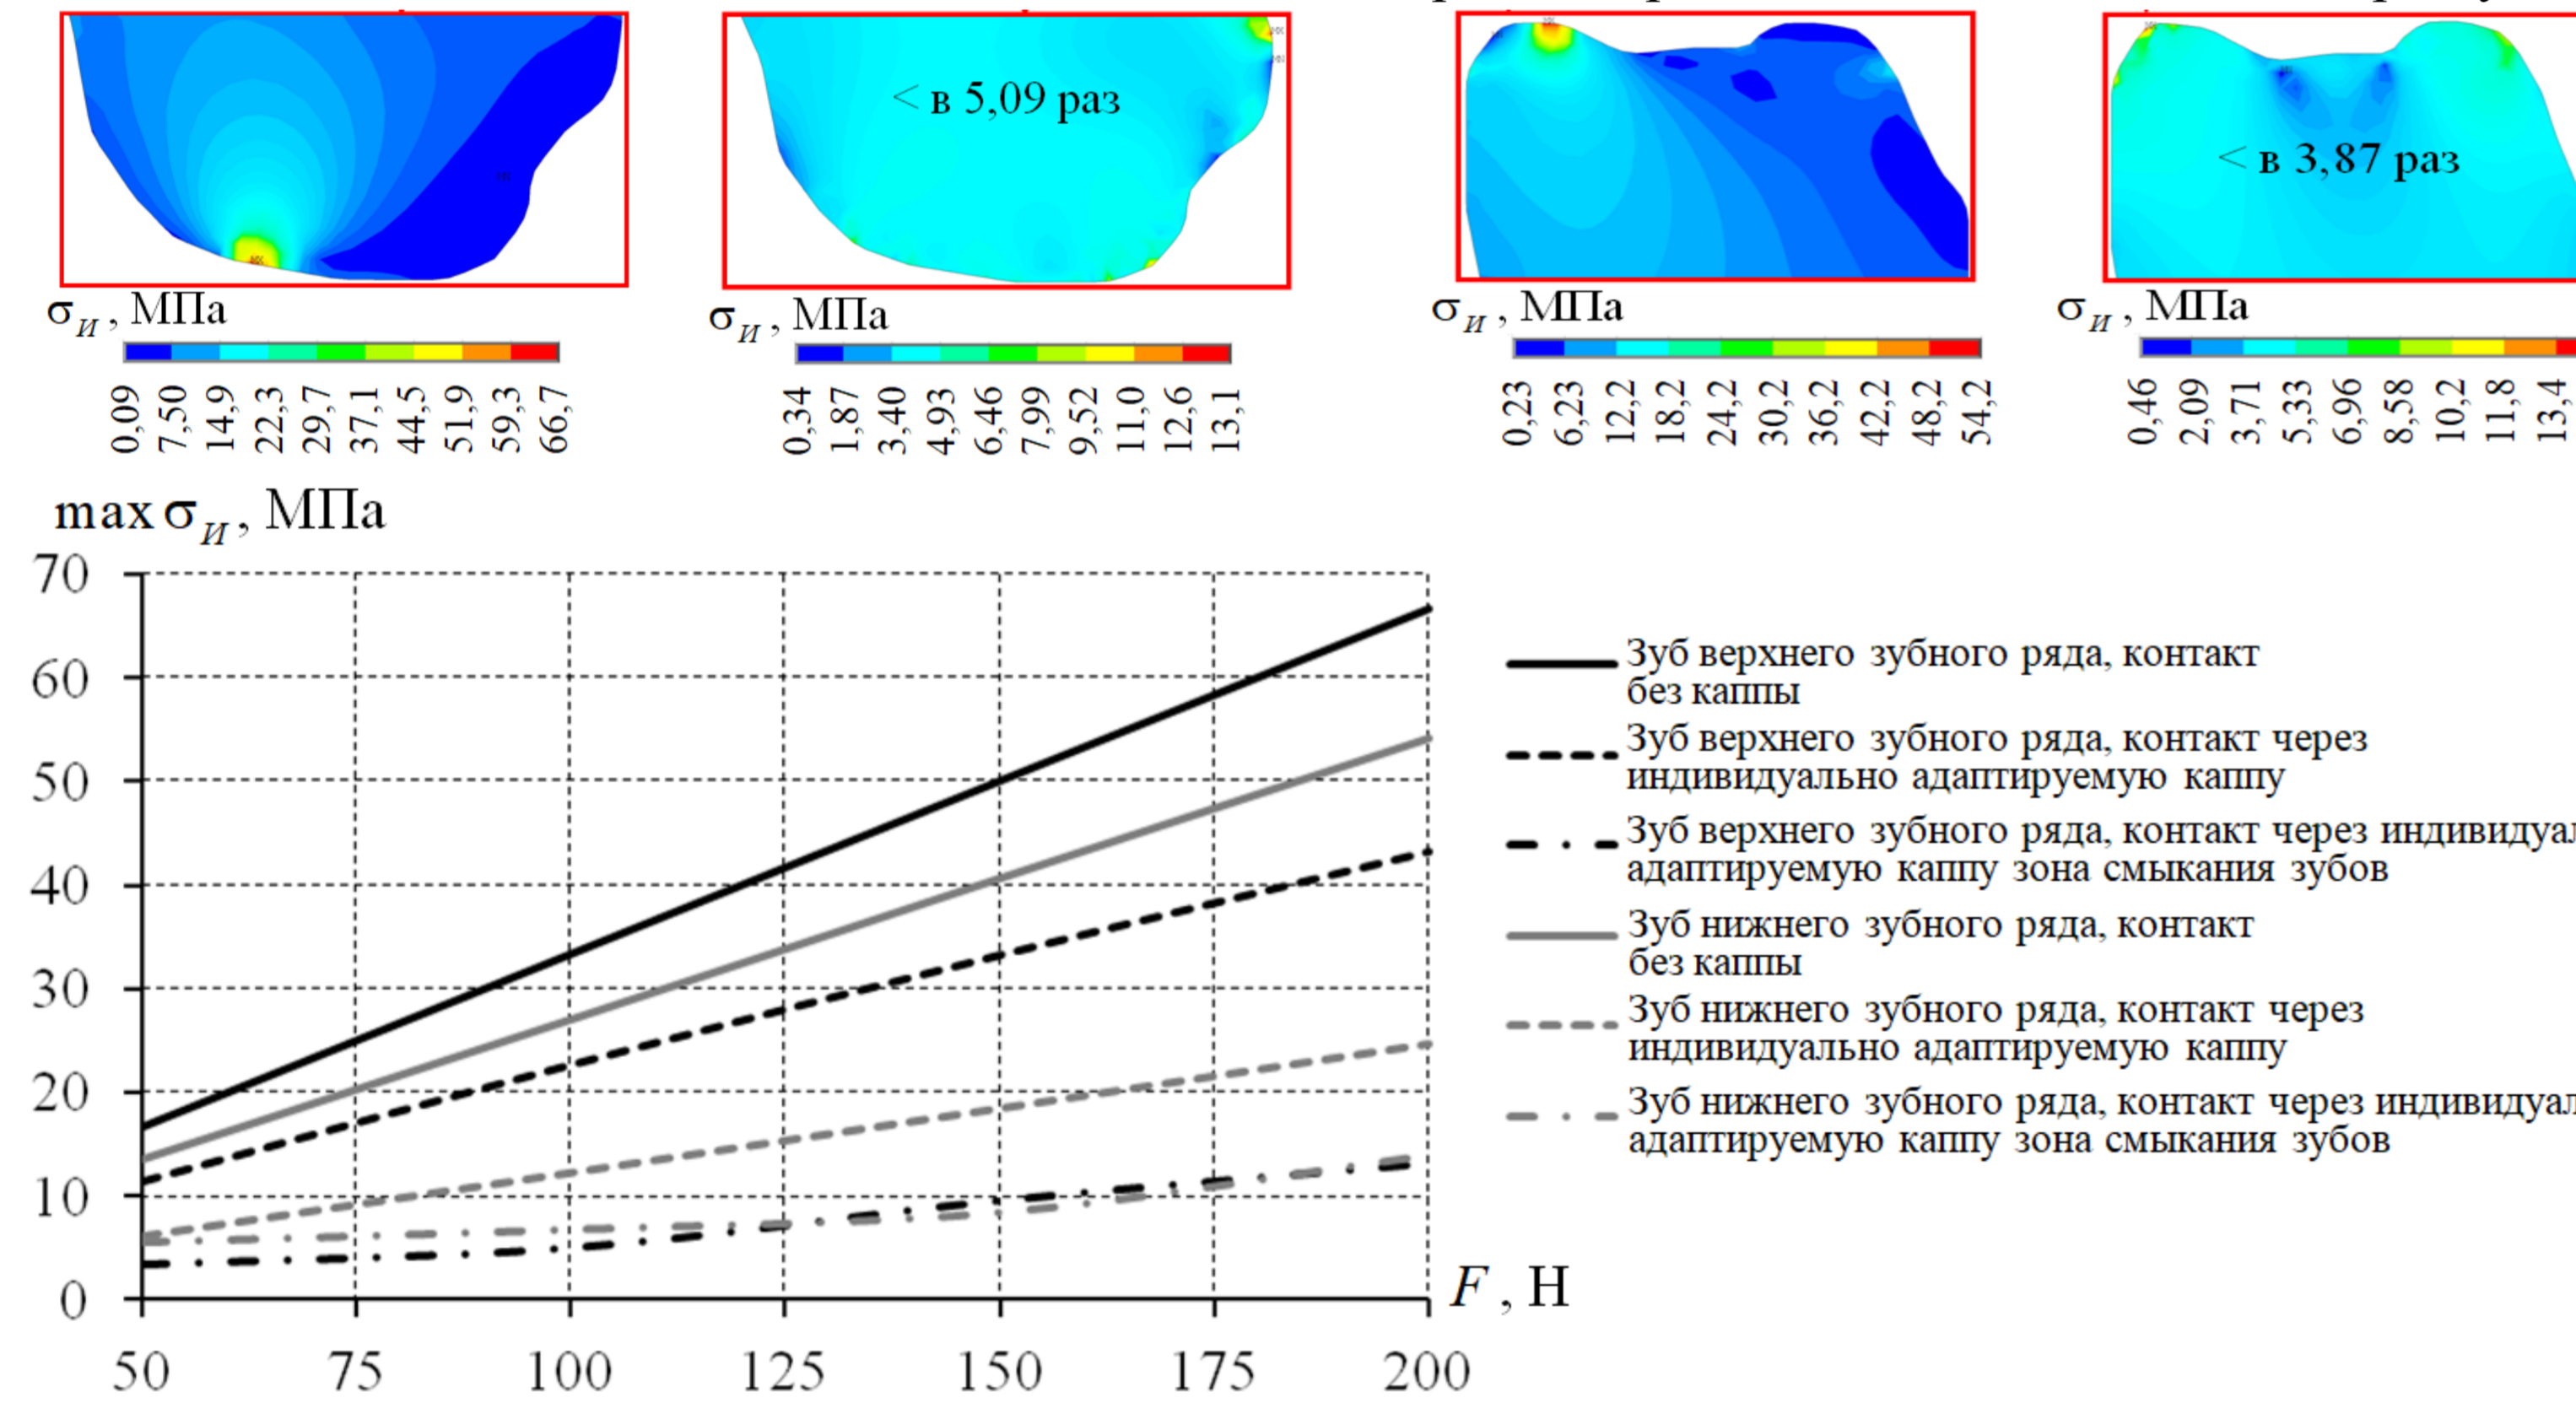 < в 5,09 раз
< в 3,87 раз
σи, МПа
σи, МПа
σи, МПа
σи, МПа
0,09 7,50 14,9 22,3 29,7 37,1 44,5 51,9 59,3 66,7
0,34 1,87 3,40 4,93 6,46 7,99 9,52 11,0 12,6 13,1
0,23 6,23 12,2 18,2 24,2 30,2 36,2 42,2 48,2 54,2
0,46 2,09 3,71 5,33 6,96 8,58 10,2 11,8 13,4
max σи, МПа
70
60
50
40
30
20
10
0
50 75 100 125 150 175 200
F, Н
Зуб верхнего зубного ряда, контакт
без каппы
Зуб верхнего зубного ряда, контакт через
индивидуально адаптируемую каппу
Зуб верхнего зубного ряда, контакт через индивидуал
адаптируемую каппу зона смыкания зубов
Зуб нижнего зубного ряда, контакт
без каппы
Зуб нижнего зубного ряда, контакт через
индивидуально адаптируемую каппу
Зуб нижнего зубного ряда, контакт через индивидуал
адаптируемую каппу зона смыкания зубов